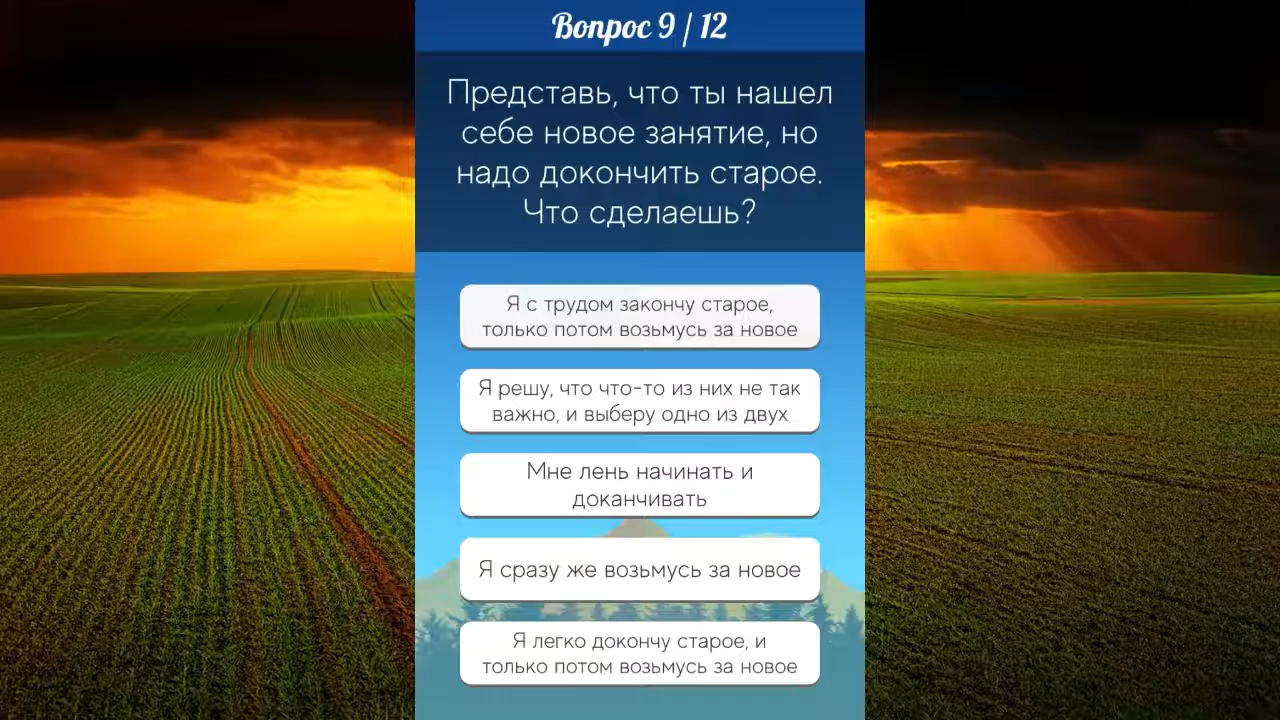 Вопрос 9 / 12
Представь, что ты нашел
себе новое занятие, но
надо докончить старое.
Что сделаешь?
Я с трудом закончу старое,
только потом возьмусь за новое
Я решу, что что-то из них не так
важно, и выберу одно из двух
Мне лень начинать и
доканчивать
Я сразу же возьмусь за новое
Я легко докончу старое, и
только потом возьмусь за новое